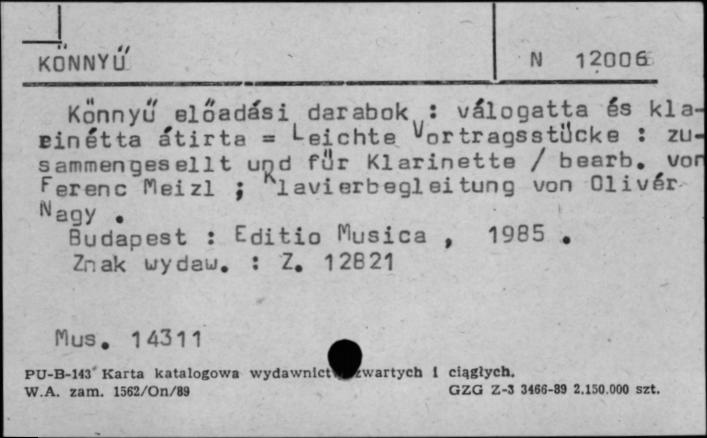 KÖNNYŰ
N 12006
Könnyű előadási darabok : válogatta és kla-
rinétta átirta = Leichte Vortragsstücke : zu-
sammengesellt und für Klarinette / bearb. von
Ferenc Meizl ; Klavierbegleitung von Olivér
Nagy .
Budapest : Editio Musica , 1985 .
Znak wydaw. : Z. 12821
Mus. 14311
PU-B-143 Karta katalogowa wydawnictw zwartych i ciągłych.
W.A. zam. 1562/On/89 GZG Z-3 3466-89 2.150.000 szt.